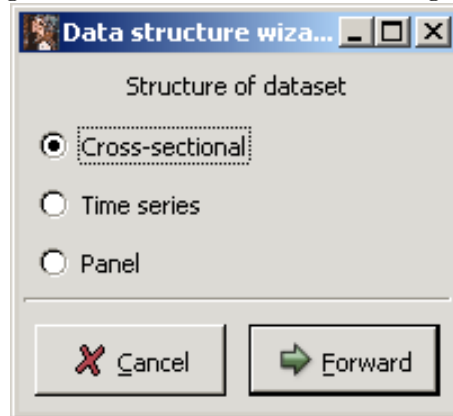 Data structure wiza...
Structure of dataset
Cross-sectional
Time series
Panel
Cancel
Forward